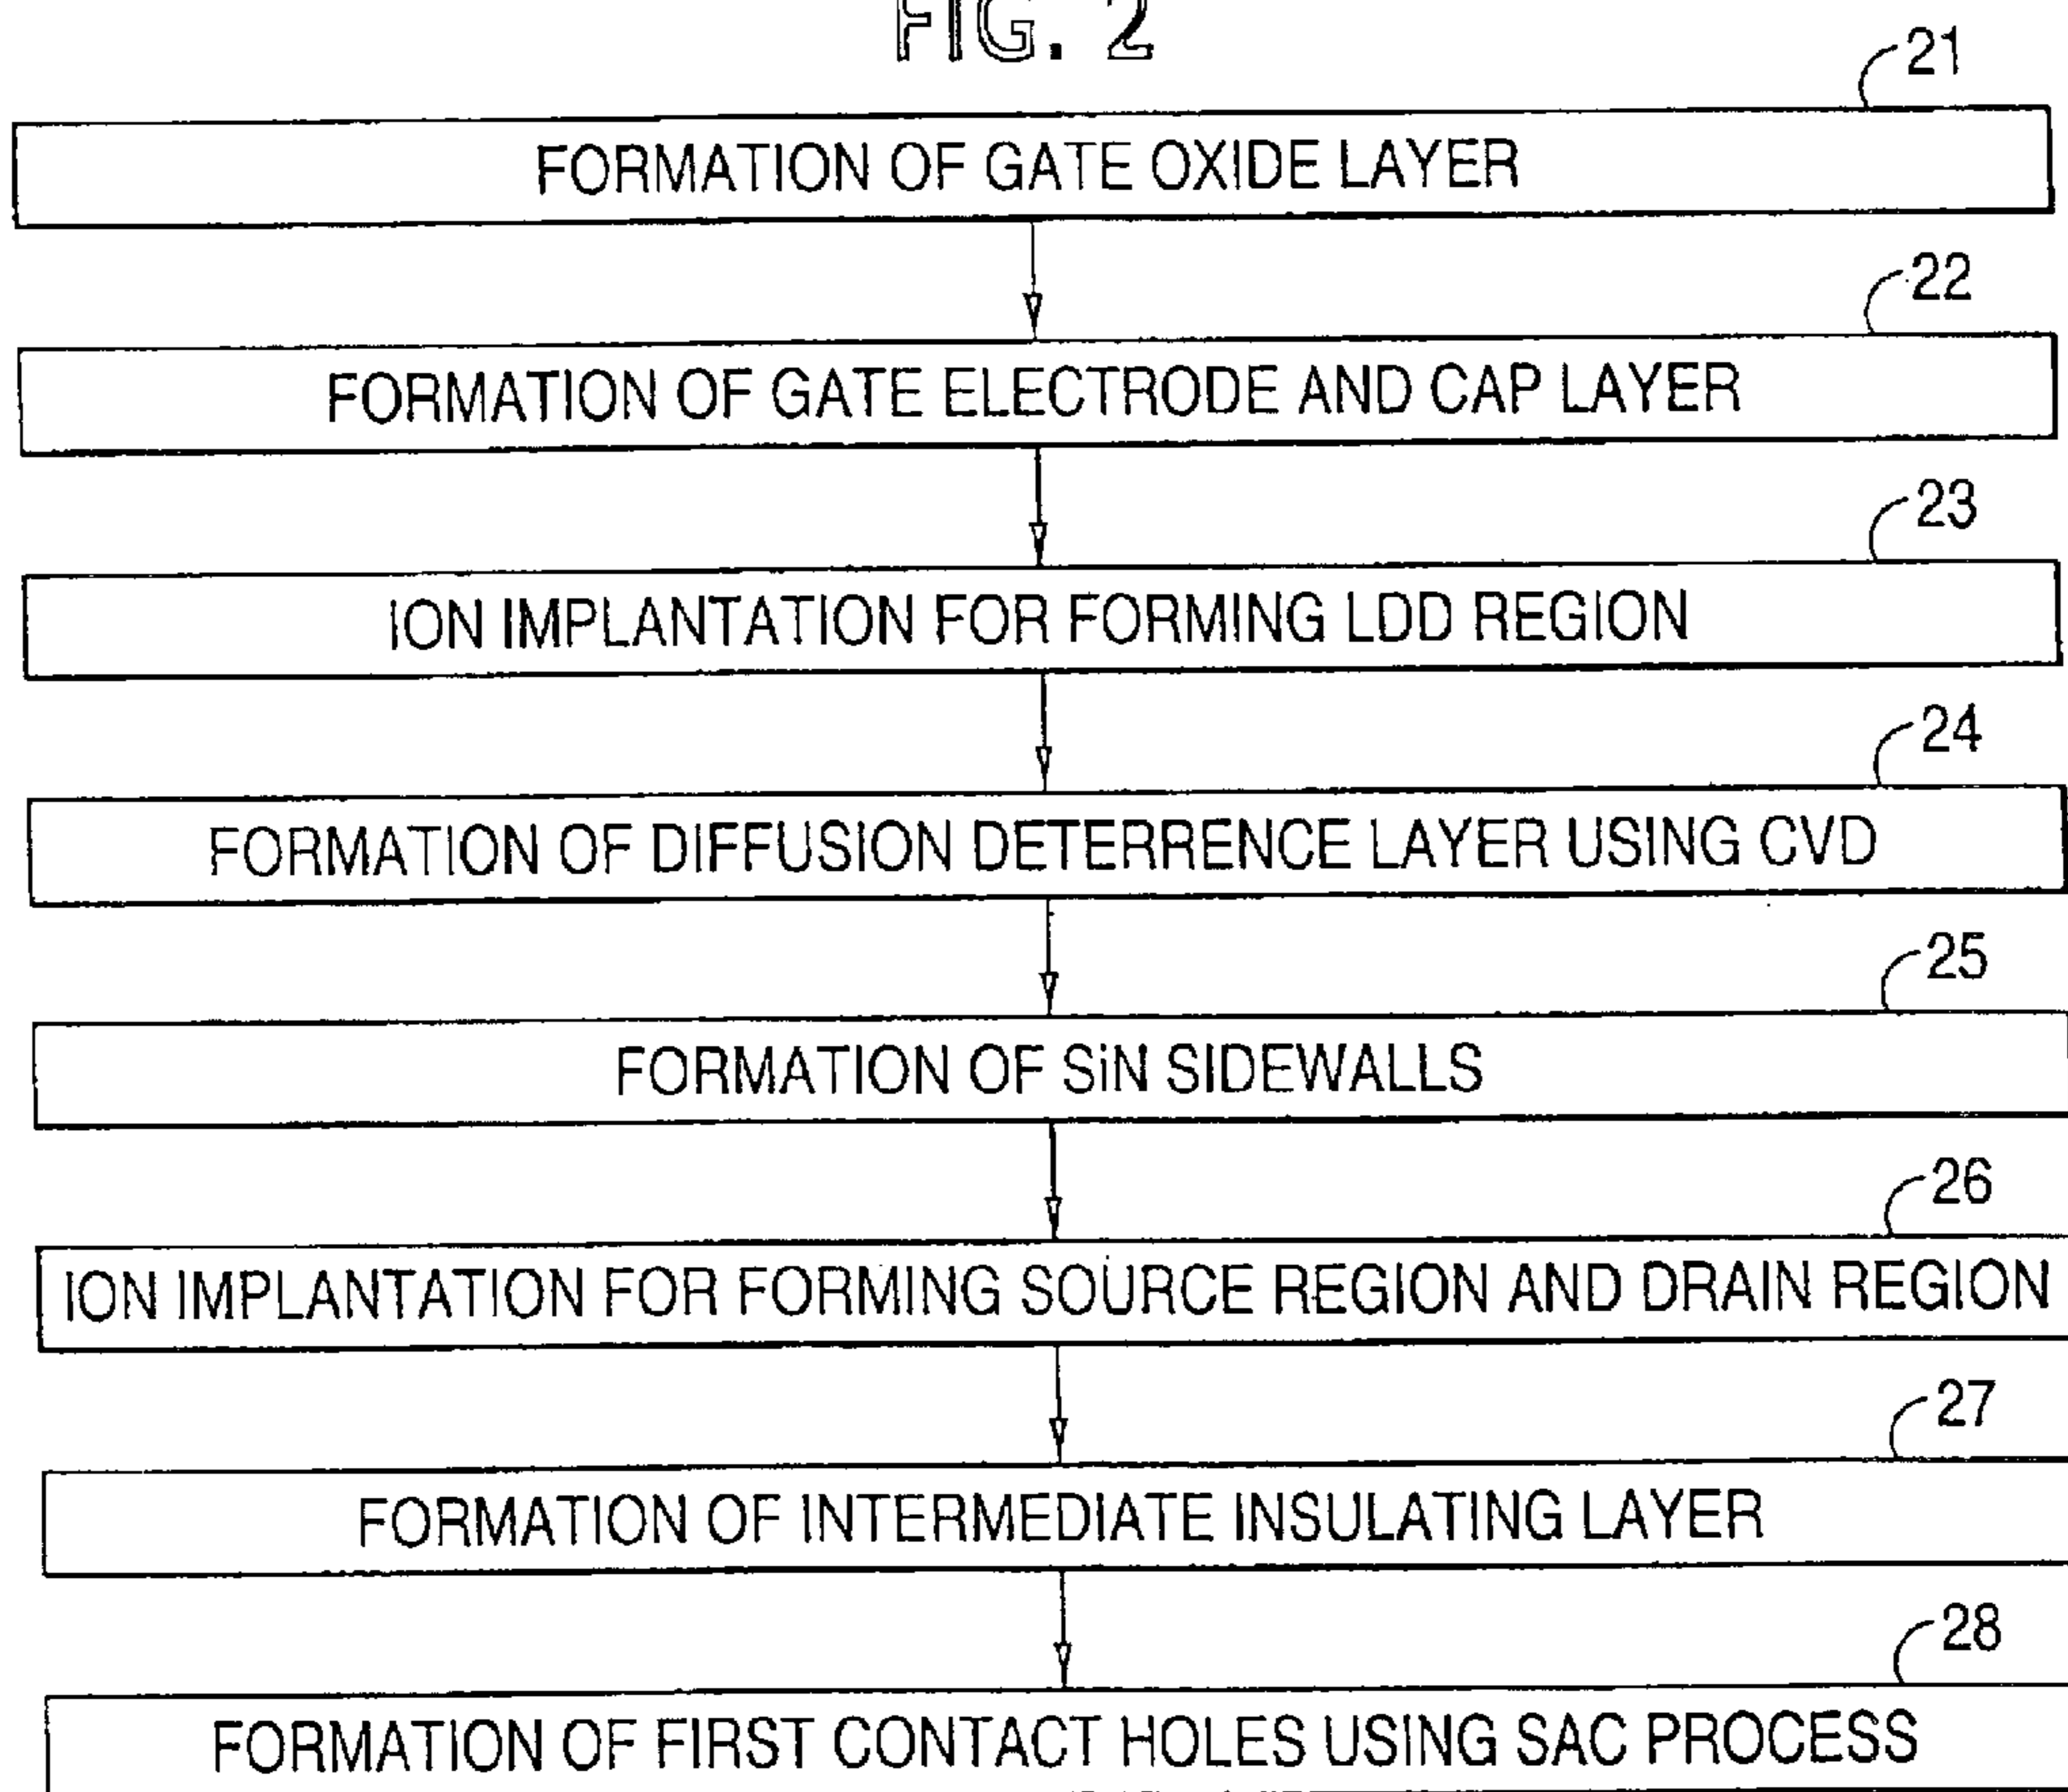 FIG. 2
21
FORMATION OF GATE OXIDE LAYER
22
FORMATION OF GATE ELECTRODE AND CAP LAYER
23
ION IMPLANTATION FOR FORMING LDD REGION
24
FORMATION OF DIFFUSION DETERRENCE LAYER USING CVD
25
FORMATION OF SiN SIDEWALLS
26
ION IMPLANTATION FOR FORMING SOURCE REGION AND DRAIN REGION
27
FORMATION OF INTERMEDIATE INSULATING LAYER
28
FORMATION OF FIRST CONTACT HOLES USING SAC PROCESS